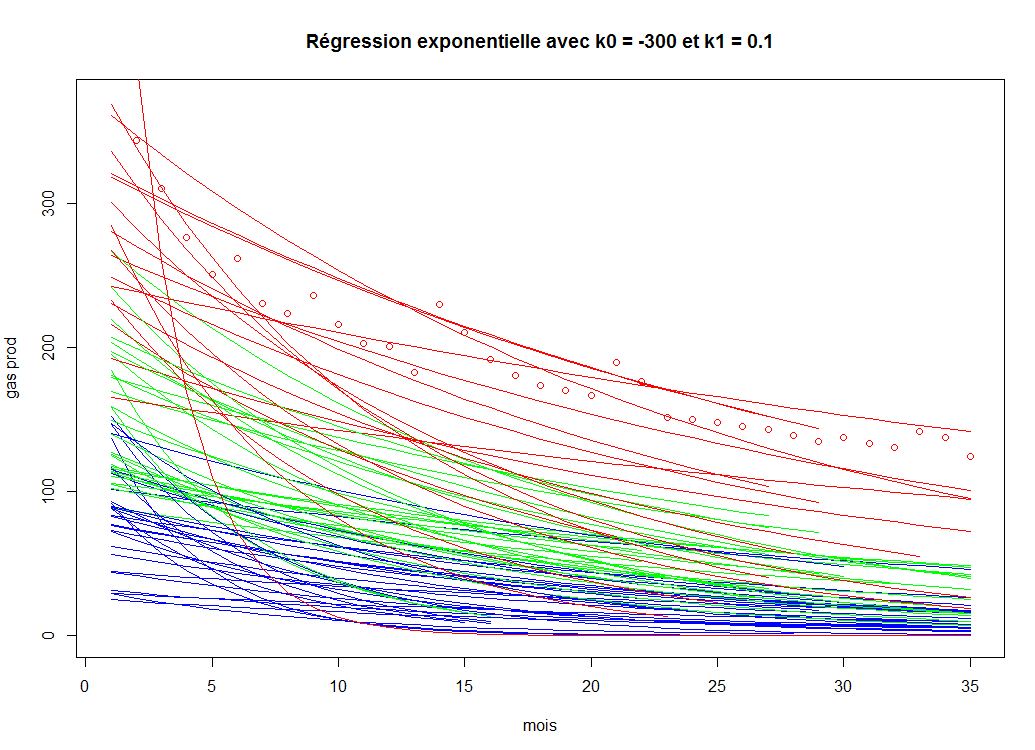 Régression exponentielle avec k0 = -300 et k1 = 0.1
gas prod
300
200
100
0
0 5 10 15 20 25 30 35
mois